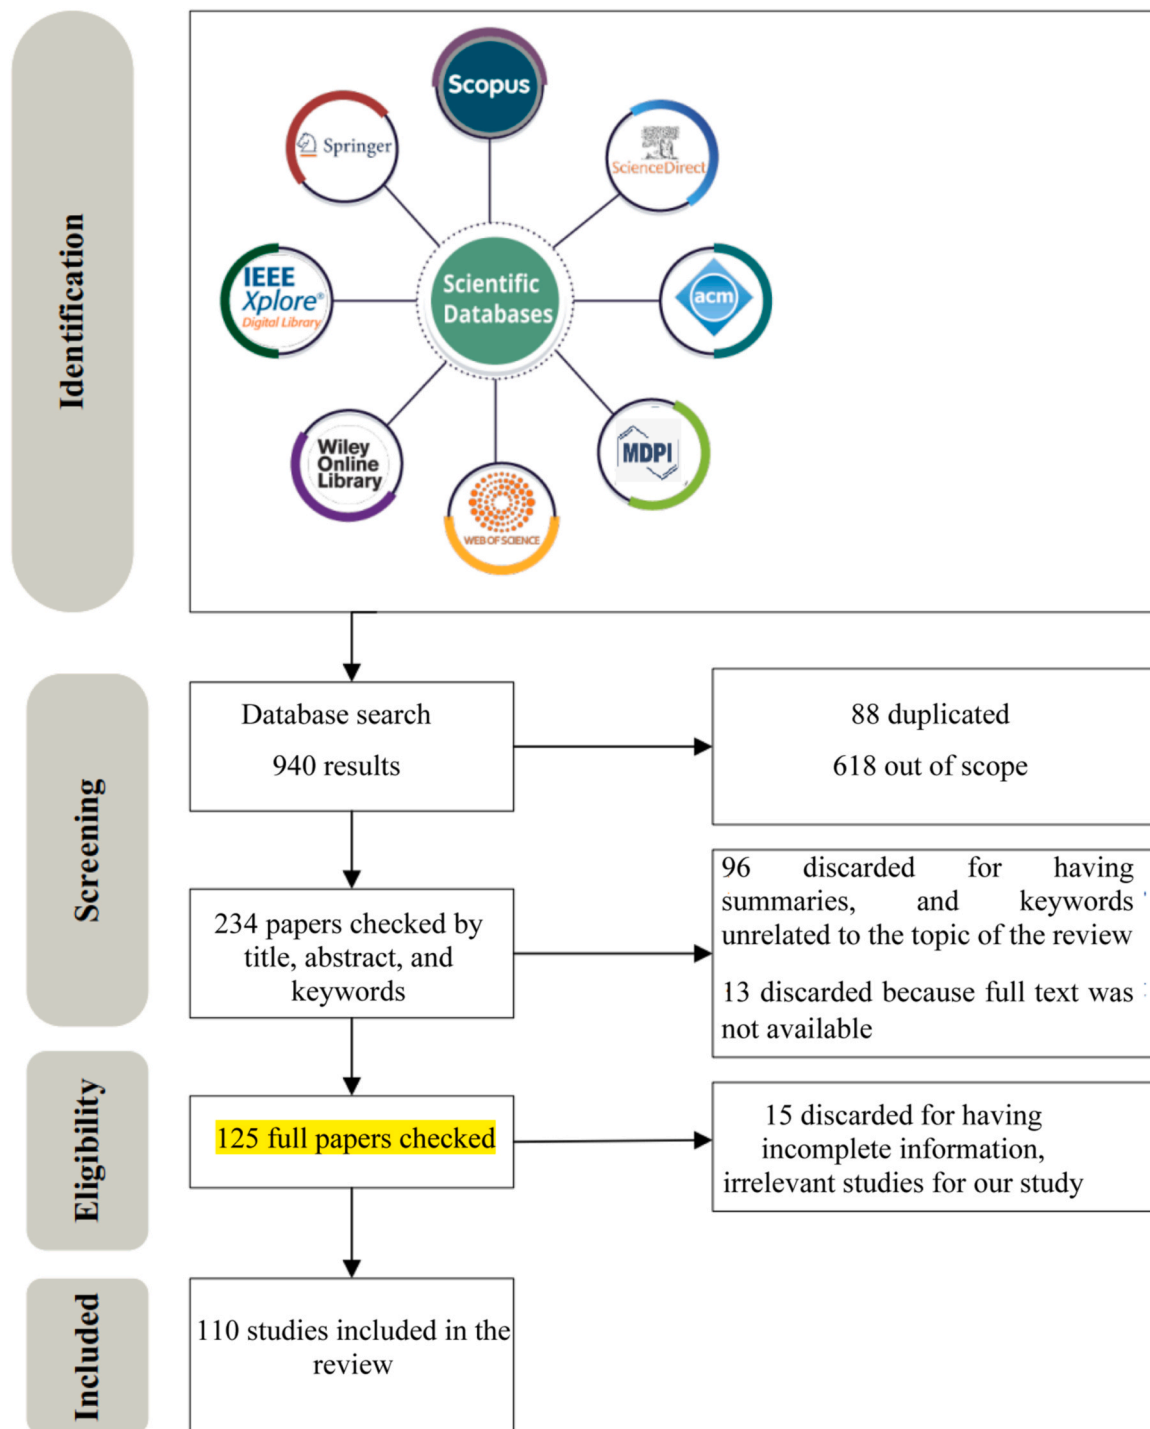 Identification
Scopus
Springer
ScienceDirect
IEEE
Xplore®
Digital Library
Scientific
Databases
acm
Wiley
Online
Library
MDPI
WEB OF SCIENCE
Screening
Database search
940 results
88 duplicated
618 out of scope
234 papers checked by
title, abstract, and
keywords
96 discarded for having
summaries, and keywords
unrelated to the topic of the review
13 discarded because full text was
not available
Eligibility
125 full papers checked
15 discarded for having
incomplete information,
irrelevant studies for our study
Included
110 studies included in the
review